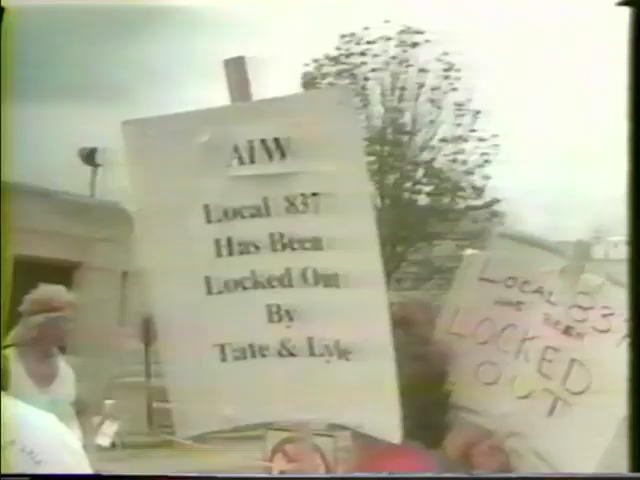 AIW
Local 837
Has Been
Locked Out
By
Tate & Lyle
LOCAL 837
HAS BEEN
LOCKED
OUT